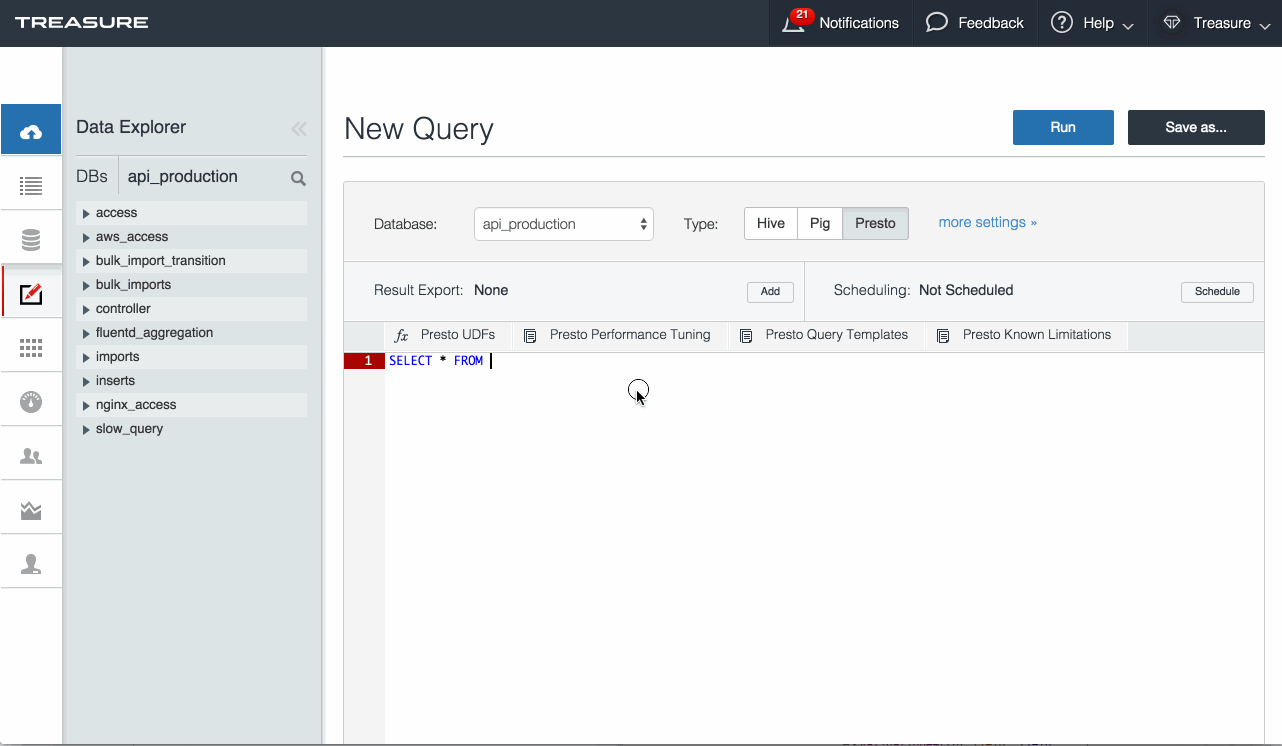 TREASURE
21 Notifications Feedback Help Treasure
Data Explorer
DBs api_production
access
aws_access
bulk_import_transition
bulk_imports
controller
fluentd_aggregation
imports
inserts
nginx_access
slow_query
New Query Run Save as...
Database: api_production Type: Hive Pig Presto more settings »
Result Export: None Add Scheduling: Not Scheduled Schedule
fx Presto UDFs Presto Performance Tuning Presto Query Templates Presto Known Limitations
1 SELECT * FROM